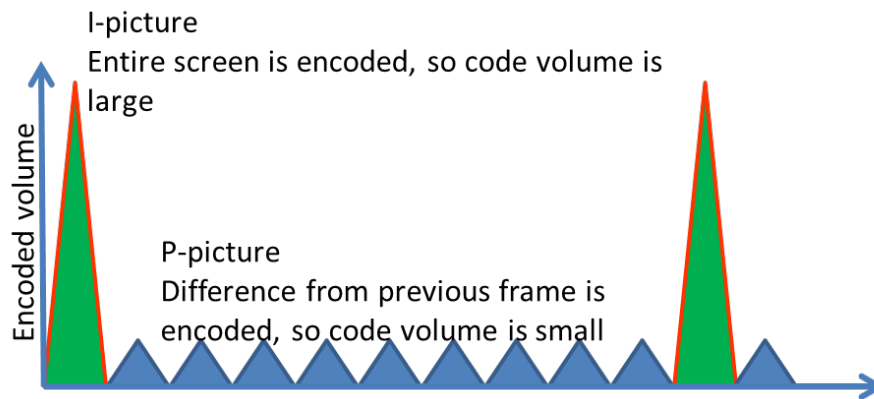 I-picture
Entire screen is encoded, so code volume is
large
Encoded volume
P-picture
Difference from previous frame is
encoded, so code volume is small